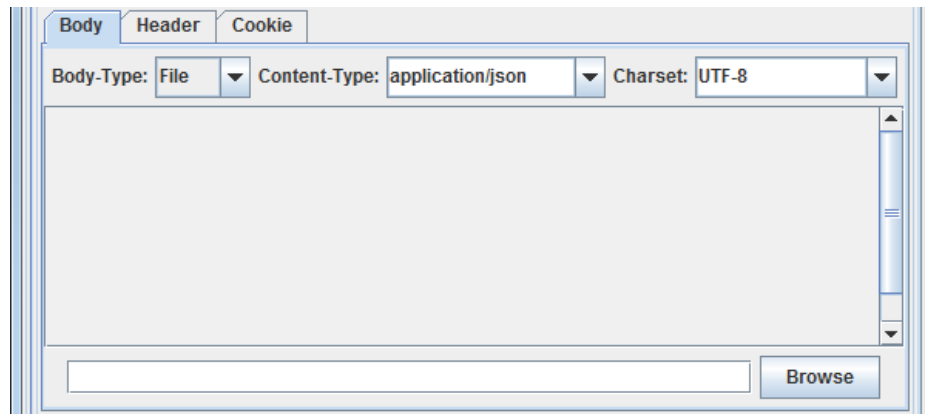 Body Header Cookie
Body-Type: File Content-Type: application/json Charset: UTF-8
Browse